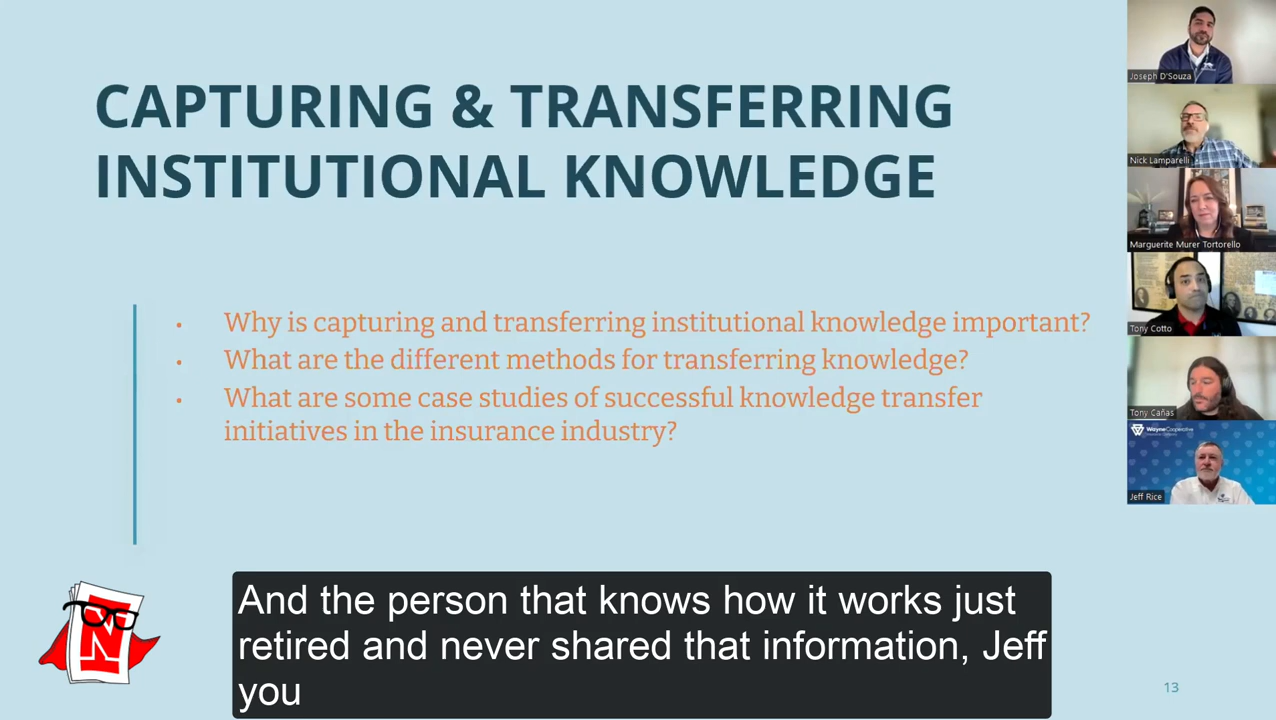 CAPTURING & TRANSFERRING
INSTITUTIONAL KNOWLEDGE
• Why is capturing and transferring institutional knowledge important?
• What are the different methods for transferring knowledge?
• What are some case studies of successful knowledge transfer
initiatives in the insurance industry?
Joseph D'Souza
Nick Lamparelli
Marguerite Murer Tortorello
Tony Cotto
Tony Cañas
WayneCooperative
Jeff Rice
N
And the person that knows how it works just
retired and never shared that information, Jeff
you
13